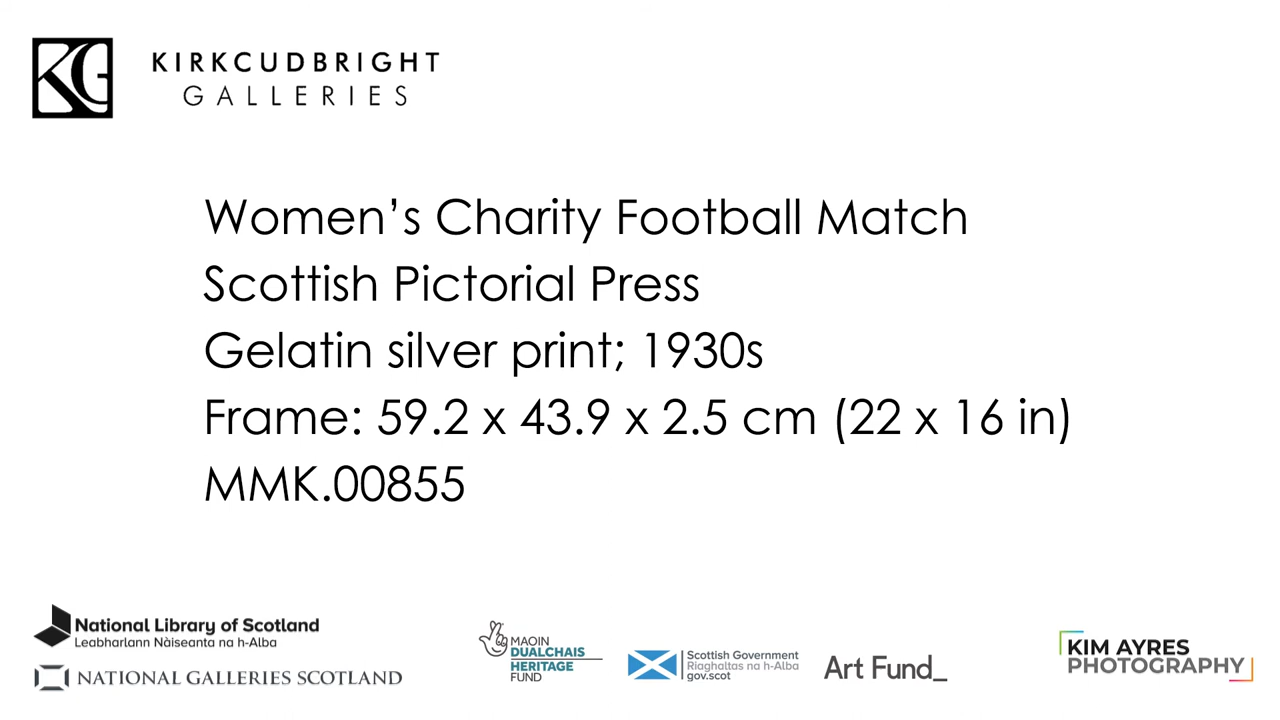 KG
KIRKCUDBRIGHT
GALLERIES
Women’s Charity Football Match
Scottish Pictorial Press
Gelatin silver print; 1930s
Frame: 59.2 x 43.9 x 2.5 cm (22 x 16 in)
MMK.00855
National Library of Scotland
Leabharlann Nàiseanta na h-Alba
NATIONAL GALLERIES SCOTLAND
MAOIN
DUALCHAIS
HERITAGE
FUND
Scottish Government
Riaghaltas na h-Alba
gov.scot
Art Fund_
KIM AYRES
PHOTOGRAPHY